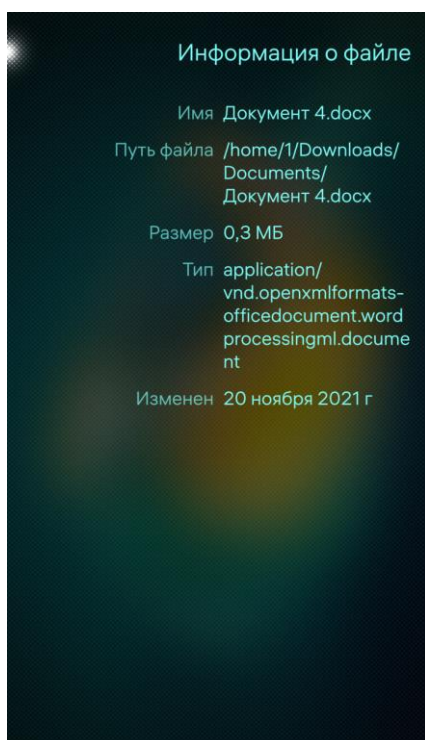 Информация о файле
Имя Документ 4.docx
Путь файла /home/1/Downloads/
Documents/
Документ 4.docx
Размер 0,3 МБ
Тип application/
vnd.openxmlformats-
officedocument.word
processingml.docume
nt
Изменен 20 ноября 2021 г